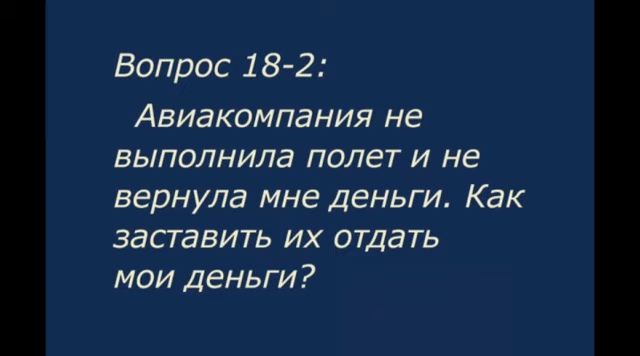 Вопрос 18-2:
Авиакомпания не
выполнила полет и не
вернула мне деньги. Как
заставить их отдать
мои деньги?